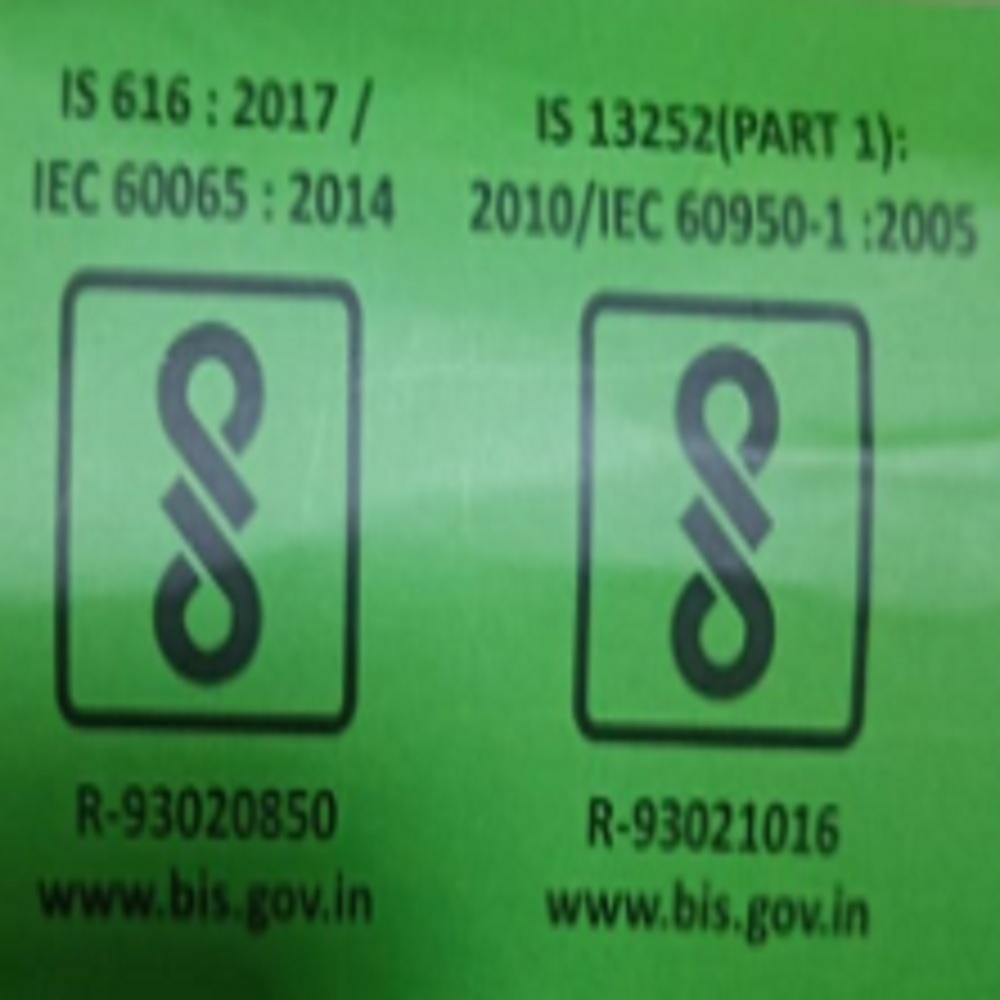 IS 616 : 2017 /
IEC 60065 : 2014
R-93020850
www.bis.gov.in
IS 13252(PART 1):
2010/IEC 60950-1 :2005
R-93021016
www.bis.gov.in